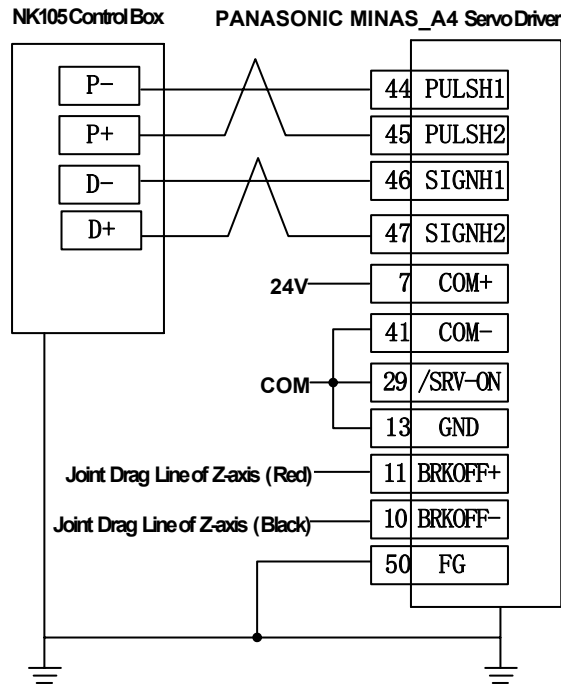 NK105 Control Box
PANASONIC MINAS_A4 Servo Driver
P- 44 PULSH1
P+ 45 PULSH2
D- 46 SIGNH1
D+ 47 SIGNH2
24V 7 COM+
41 COM-
COM 29 /SRV-ON
13 GND
Joint Drag Line of Z-axis (Red) 11 BRKOFF+
Joint Drag Line of Z-axis (Black) 10 BRKOFF-
50 FG